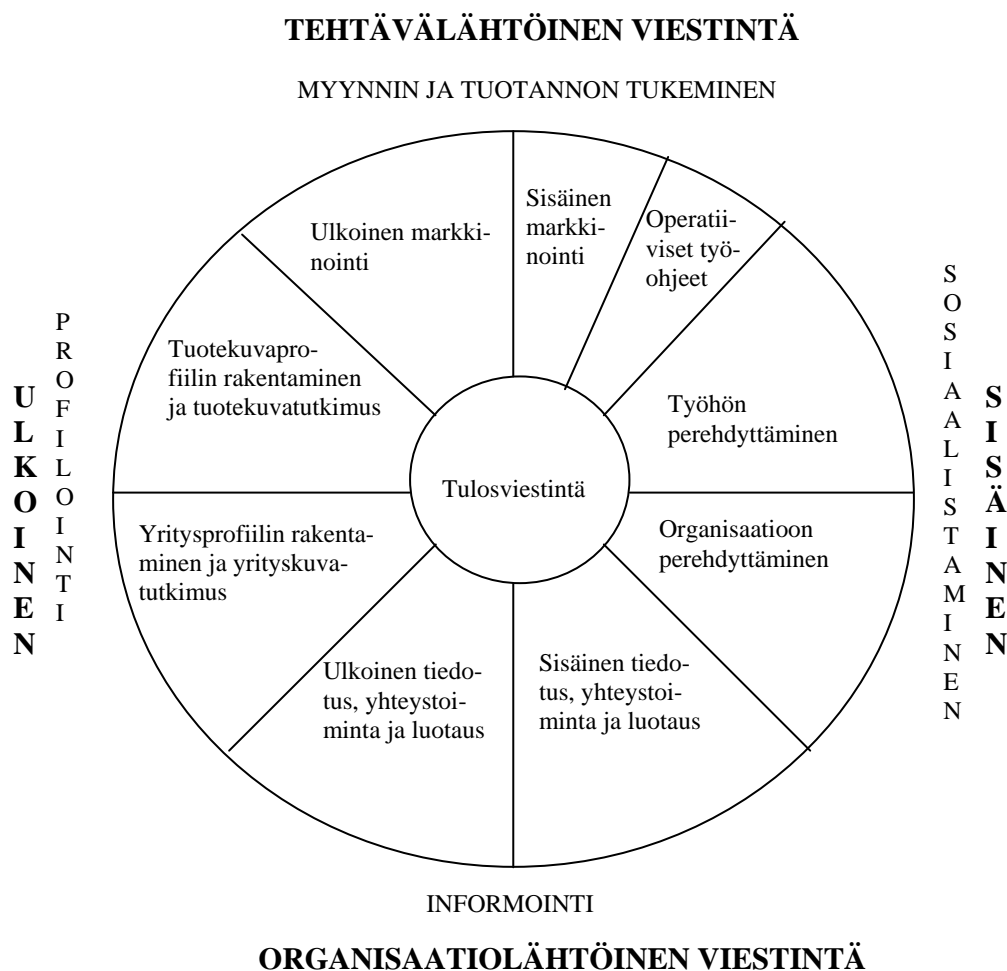 TEHTÄVÄLÄHTÖINEN VIESTINTÄ
MYYNNIN JA TUOTANNON TUKEMINEN
Ulkoinen markki-
nointi
Sisäinen
markki-
nointi
Operatii-
viset työ-
ohjeet
Tuotekuvapro-
fiilin rakentaminen
ja tuotekuvatutkimus
Työhön
perehdyttäminen
Tulosviestintä
Yritysprofiilin rakenta-
minen ja yrityskuva-
tutkimus
Organisaatioon
perehdyttäminen
Ulkoinen tiedo-
tus, yhteystoi-
minta ja luotaus
Sisäinen tiedo-
tus, yhteystoi-
minta ja luotaus
ULKOINEN
PROFILOINTI
SOSIAALISTAMINEN
SISÄINEN
INFORMOINTI
ORGANISAATIOLÄHTÖINEN VIESTINTÄ